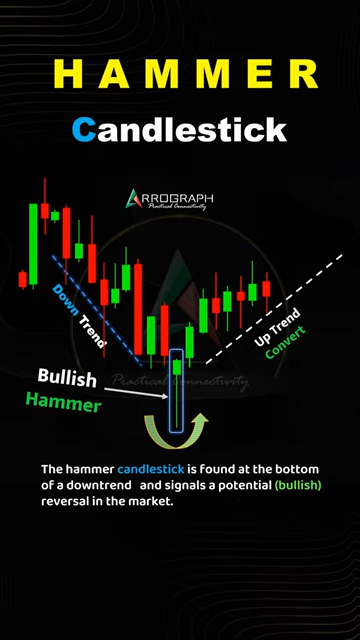 HAMMER
Candlestick
ARROGRAPH
Practical Connectivity
Down Trend
Up Trend
Convert
Bullish
Hammer
Practical Connectivity
The hammer candlestick is found at the bottom
of a downtrend and signals a potential (bullish)
reversal in the market.